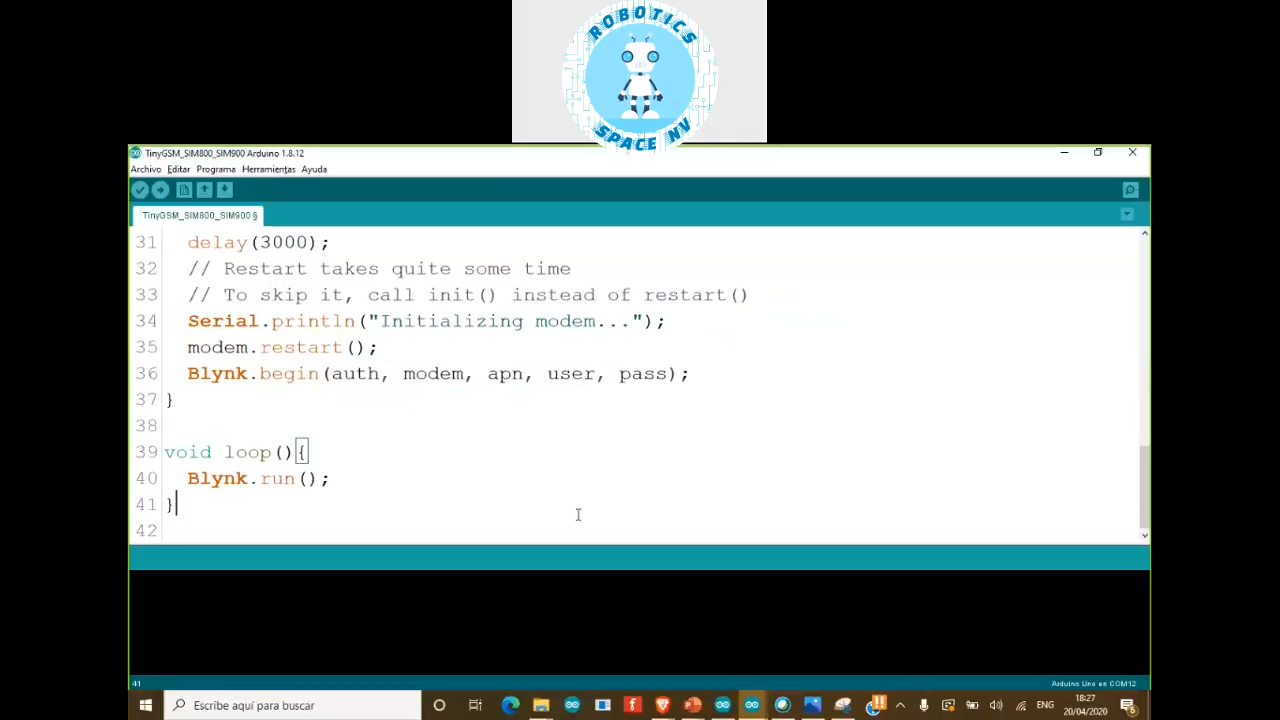 ROBOTICS
SPACE NV
TinyGSM_SIM800_SIM900 Arduino 1.8.12
Archivo Editar Programa Herramientas Ayuda
TinyGSM_SIM800_SIM900 §
31 delay(3000);
32 // Restart takes quite some time
33 // To skip it, call init() instead of restart()
34 Serial.println("Initializing modem...");
35 modem.restart();
36 Blynk.begin(auth, modem, apn, user, pass);
37 }
38
39 void loop(){
40 Blynk.run();
41 }
42
41 Arduino Uno en COM12
Escribe aquí para buscar
ENG
18:27
20/04/2020